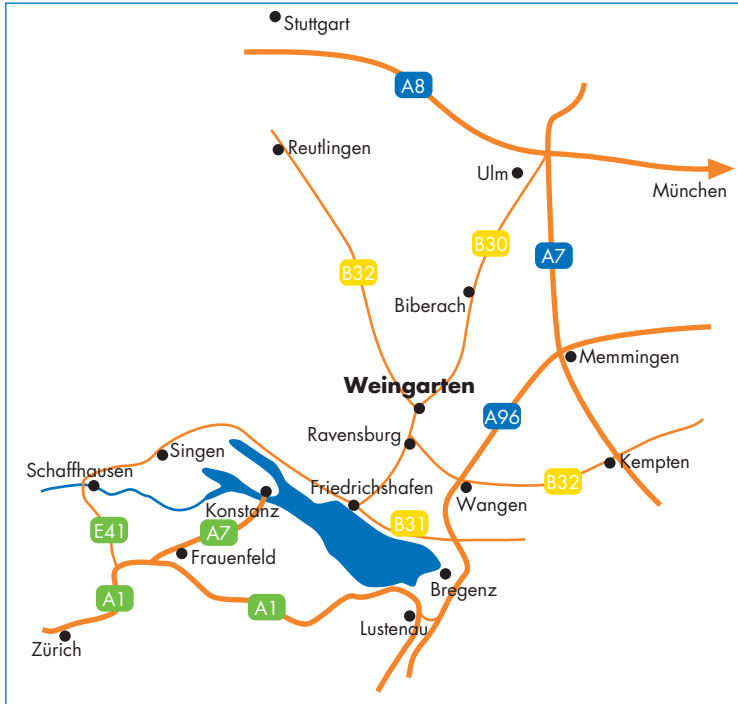 Stuttgart
A8
Reutlingen
Ulm
München
B30
B32
A7
Biberach
Memmingen
Weingarten
A96
Ravensburg
Singen
Schaffhausen
Kempten
Friedrichshafen
B32
Konstanz
Wangen
B31
E41
A7
Frauenfeld
Bregenz
A1
A1
Lustenau
Zürich